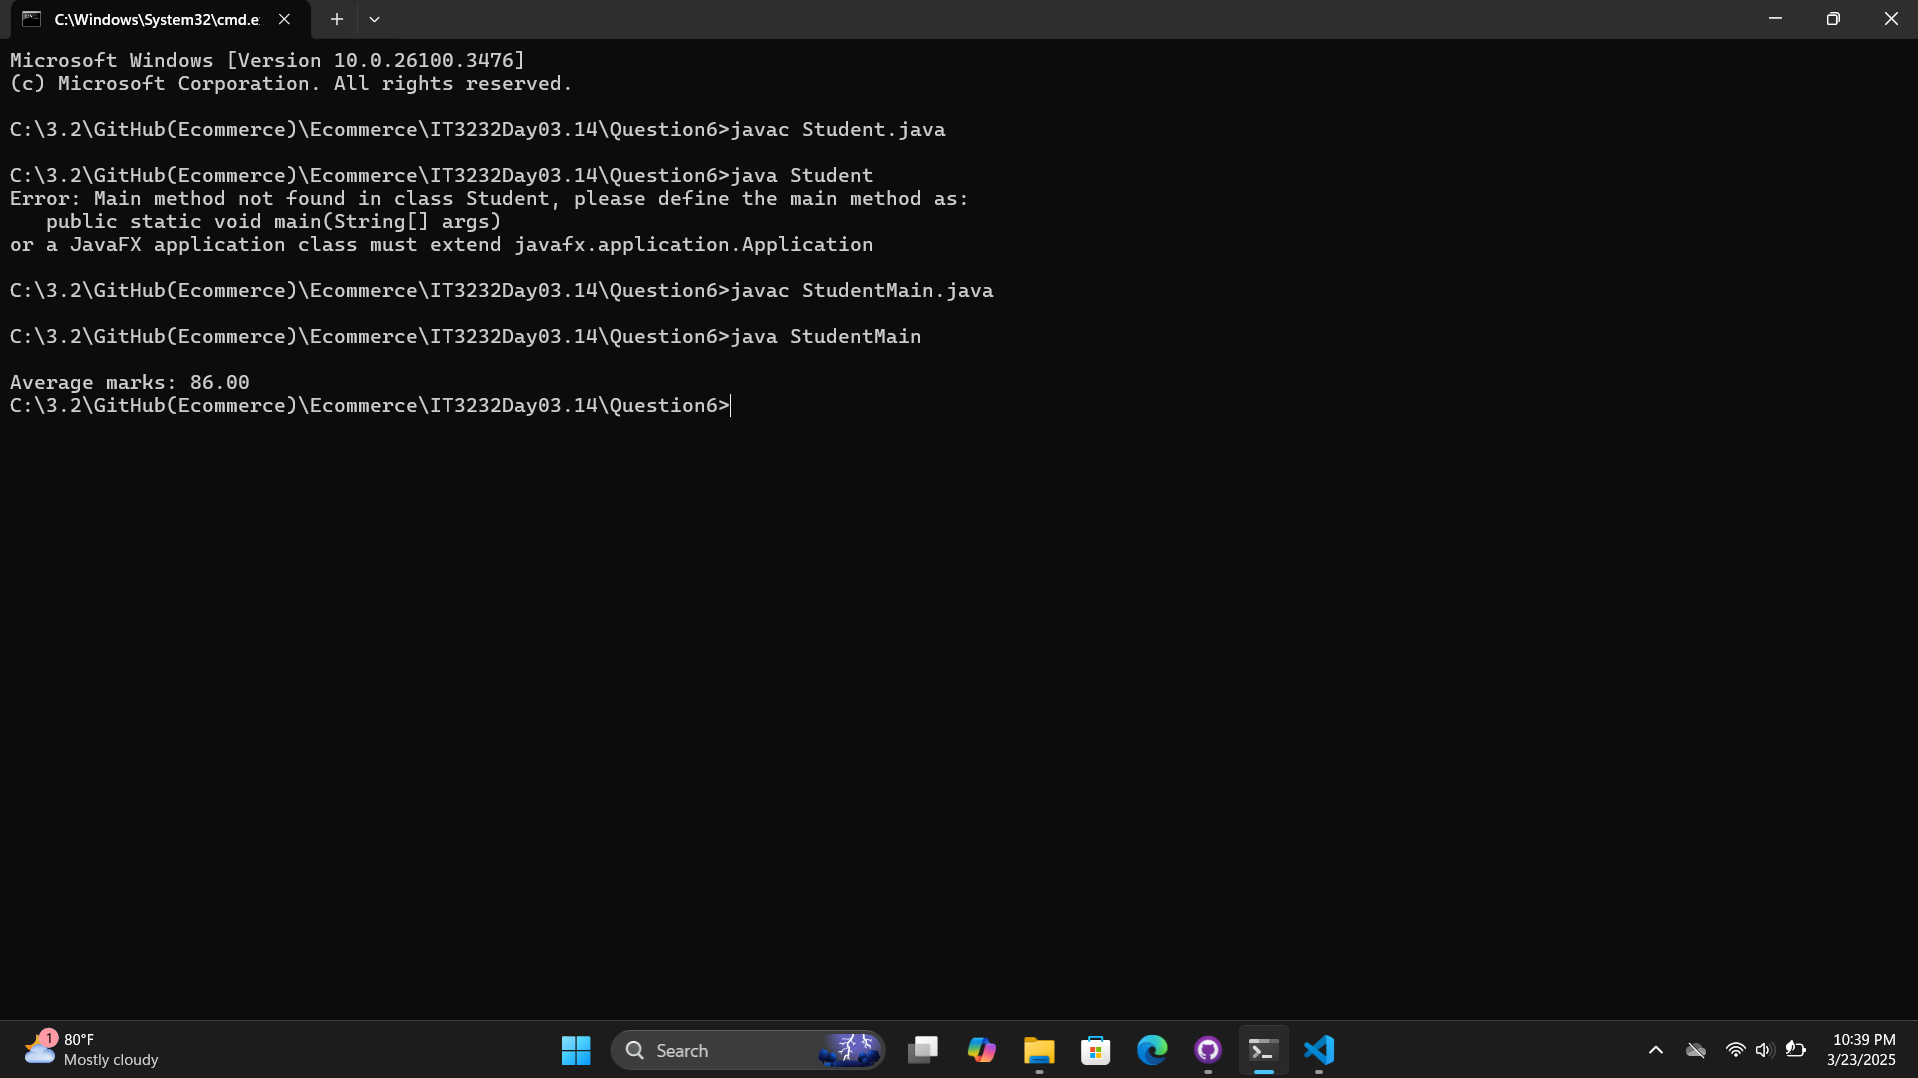 C:\Windows\System32\cmd.e
Microsoft Windows [Version 10.0.26100.3476]
(c) Microsoft Corporation. All rights reserved.
C:\3.2\GitHub(Ecommerce)\Ecommerce\IT3232Day03.14\Question6>javac Student.java
C:\3.2\GitHub(Ecommerce)\Ecommerce\IT3232Day03.14\Question6>java Student
Error: Main method not found in class Student, please define the main method as:
   public static void main(String[] args)
or a JavaFX application class must extend javafx.application.Application
C:\3.2\GitHub(Ecommerce)\Ecommerce\IT3232Day03.14\Question6>javac StudentMain.java
C:\3.2\GitHub(Ecommerce)\Ecommerce\IT3232Day03.14\Question6>java StudentMain
Average marks: 86.00
C:\3.2\GitHub(Ecommerce)\Ecommerce\IT3232Day03.14\Question6>
1
80°F
Mostly cloudy
Search
10:39 PM
3/23/2025